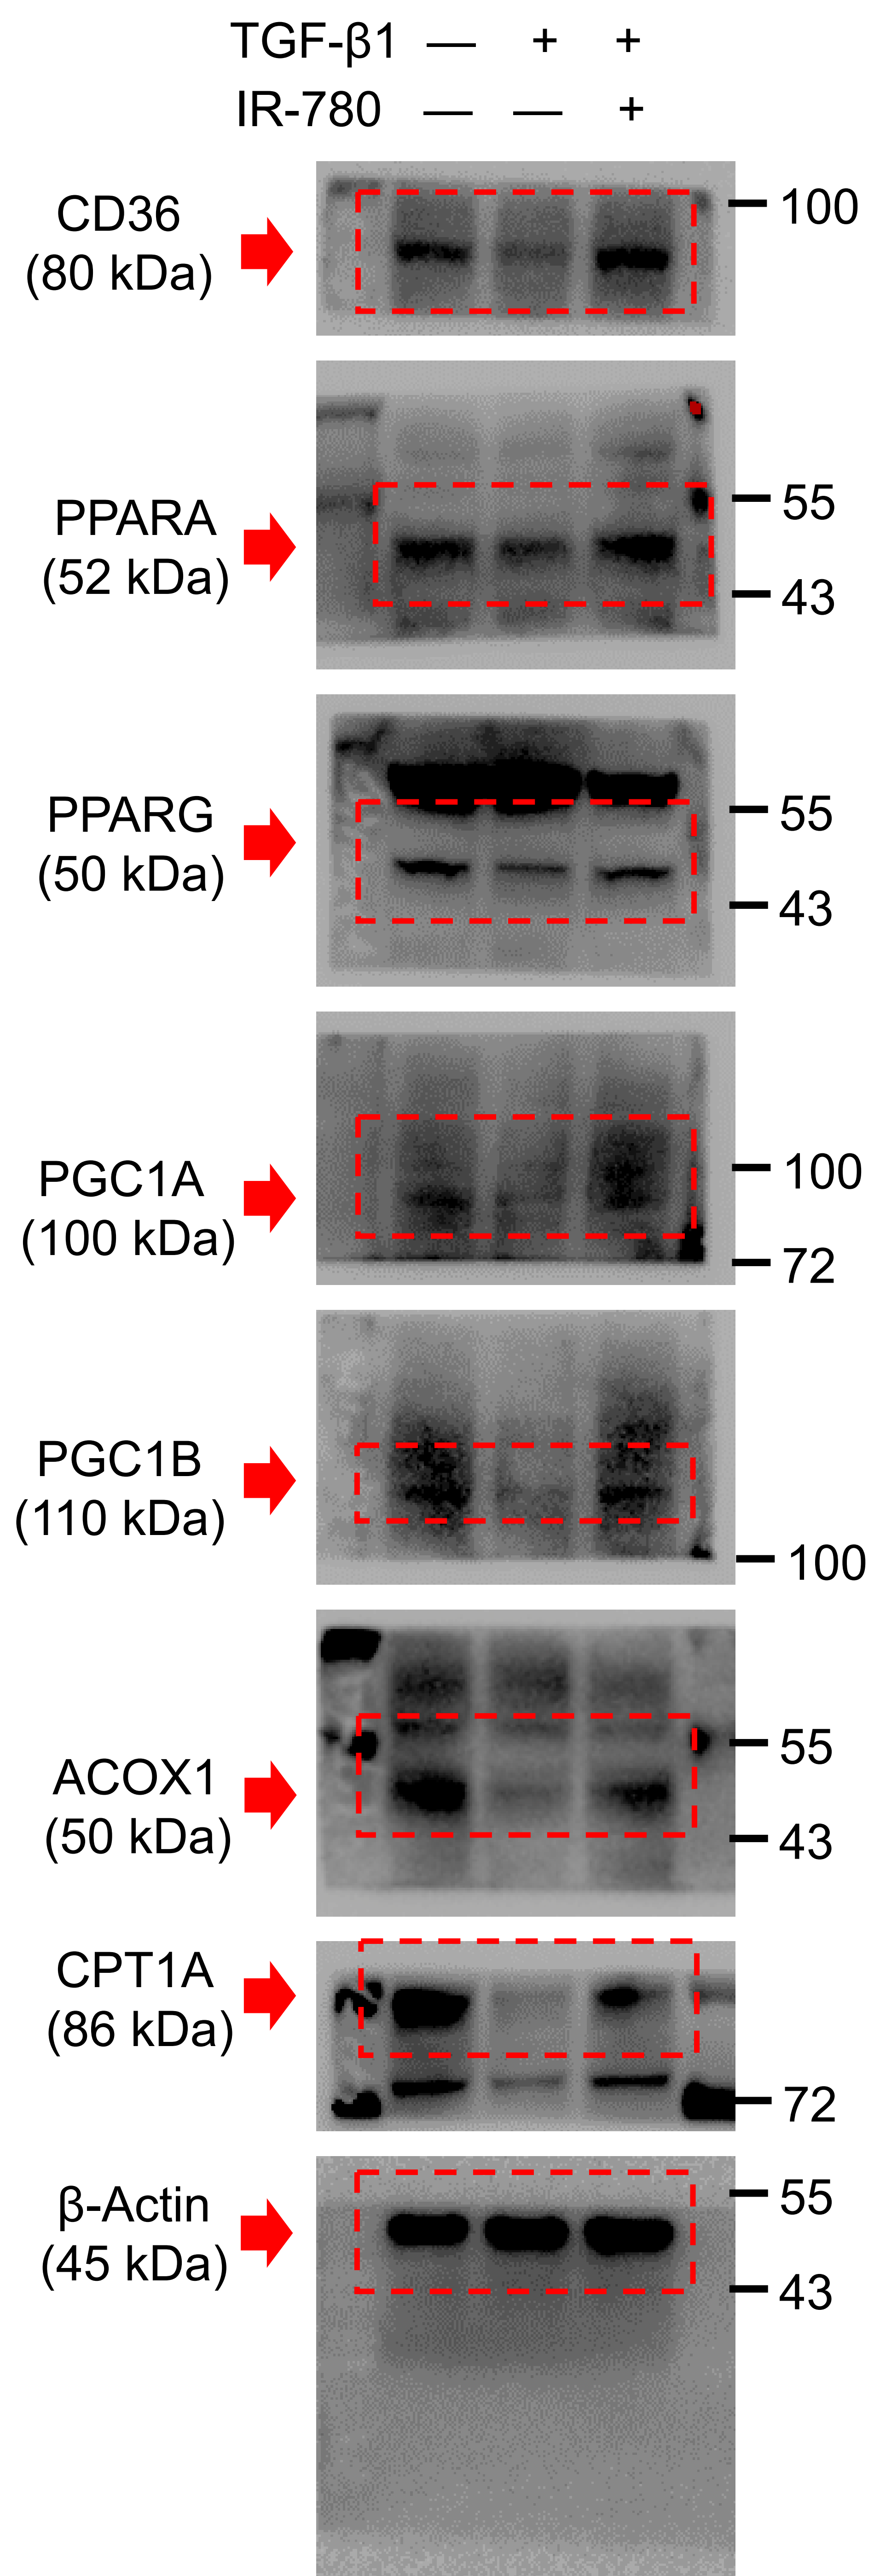 TGF-β1 — + +
IR-780 — — +
CD36
(80 kDa)
100
PPARA
(52 kDa)
55
43
PPARG
(50 kDa)
55
43
PGC1A
(100 kDa)
100
72
PGC1B
(110 kDa)
100
ACOX1
(50 kDa)
55
43
CPT1A
(86 kDa)
72
β-Actin
(45 kDa)
55
43